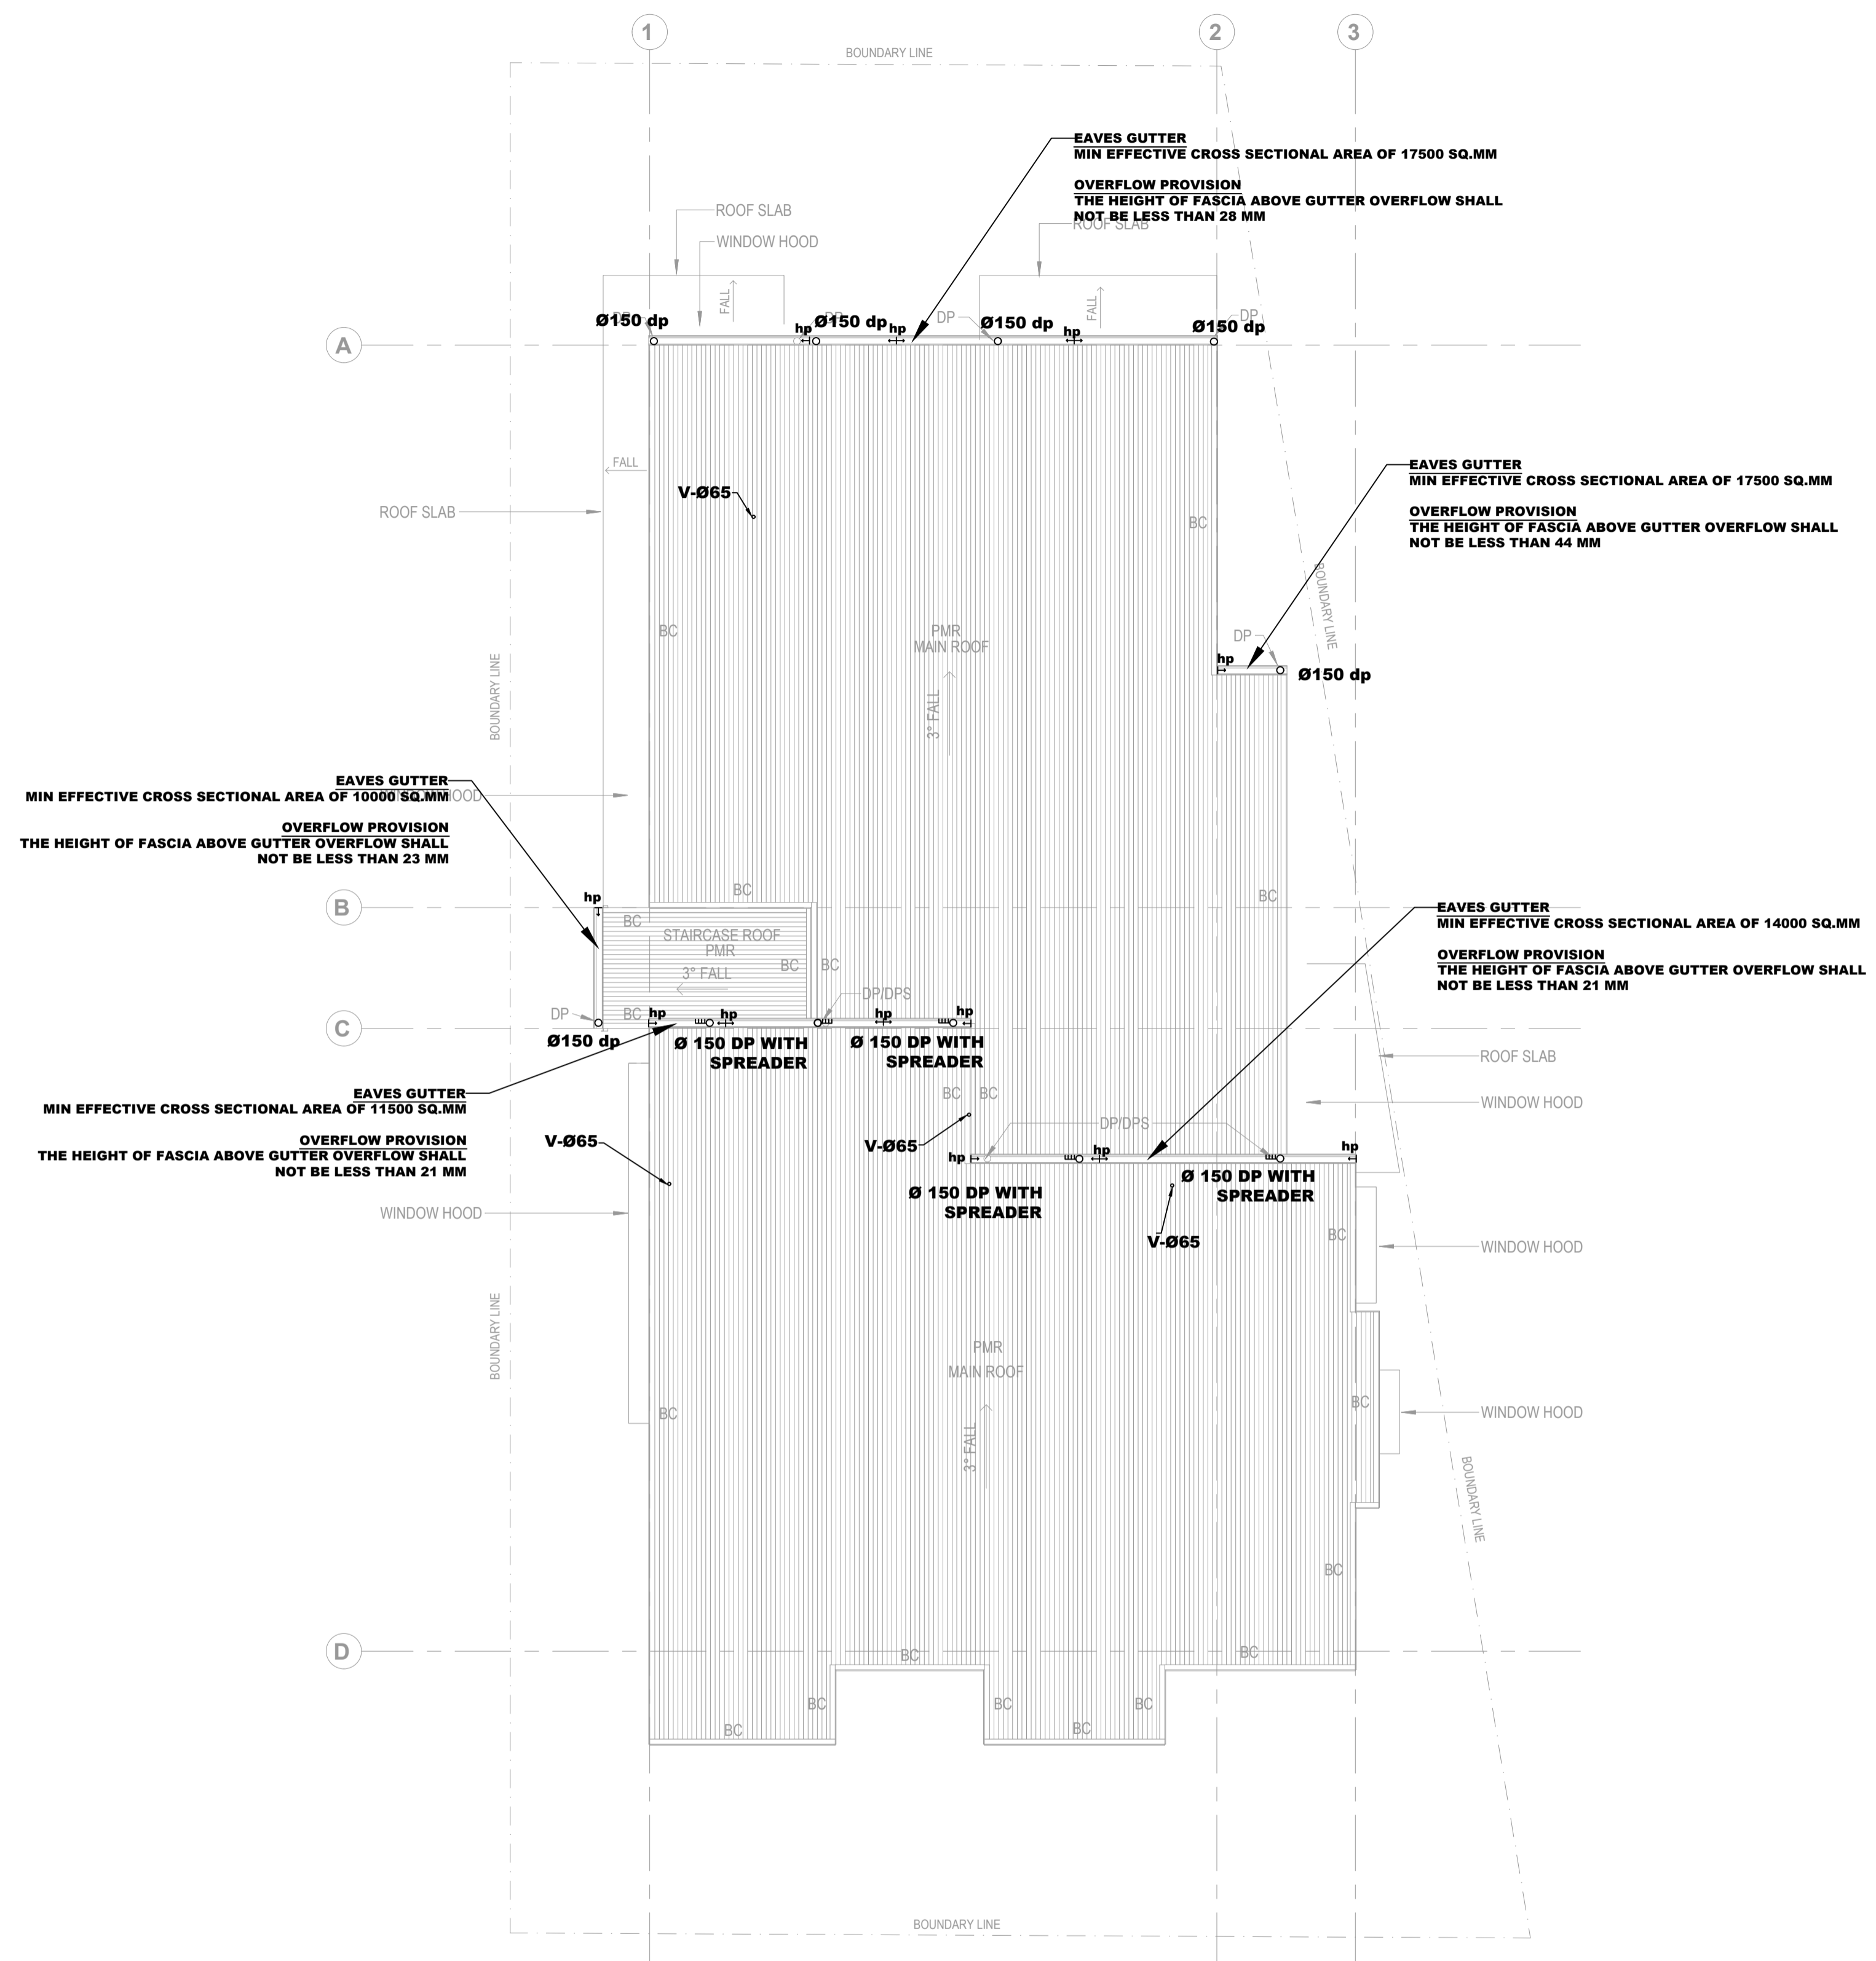 1
2
3
BOUNDARY LINE
EAVES GUTTER
MIN EFFECTIVE CROSS SECTIONAL AREA OF 17500 SQ.MM
OVERFLOW PROVISION
THE HEIGHT OF FASCIA ABOVE GUTTER OVERFLOW SHALL
NOT BE LESS THAN 28 MM
ROOF SLAB
ROOF SLAB
WINDOW HOOD
FALL
FALL
DP
Ø150 dp
hp
DP
Ø150 dp
hp
DP
Ø150 dp
hp
DP
Ø150 dp
A
FALL
EAVES GUTTER
MIN EFFECTIVE CROSS SECTIONAL AREA OF 17500 SQ.MM
OVERFLOW PROVISION
THE HEIGHT OF FASCIA ABOVE GUTTER OVERFLOW SHALL
NOT BE LESS THAN 44 MM
V-Ø65
ROOF SLAB
BC
BOUNDARY LINE
BC
PMR
MAIN ROOF
3° FALL
DP
hp
Ø150 dp
BOUNDARY LINE
EAVES GUTTER
MIN EFFECTIVE CROSS SECTIONAL AREA OF 10000 SQ.MM
WINDOW HOOD
OVERFLOW PROVISION
THE HEIGHT OF FASCIA ABOVE GUTTER OVERFLOW SHALL
NOT BE LESS THAN 23 MM
BC
BC
hp
B
EAVES GUTTER
MIN EFFECTIVE CROSS SECTIONAL AREA OF 14000 SQ.MM
OVERFLOW PROVISION
THE HEIGHT OF FASCIA ABOVE GUTTER OVERFLOW SHALL
NOT BE LESS THAN 21 MM
BC
STAIRCASE ROOF
PMR
3° FALL
BC
BC
DP/DPS
DP
BC
hp
hp
hp
hp
C
Ø150 dp
Ø 150 DP WITH
SPREADER
Ø 150 DP WITH
SPREADER
ROOF SLAB
EAVES GUTTER
MIN EFFECTIVE CROSS SECTIONAL AREA OF 11500 SQ.MM
OVERFLOW PROVISION
THE HEIGHT OF FASCIA ABOVE GUTTER OVERFLOW SHALL
NOT BE LESS THAN 21 MM
BC
BC
WINDOW HOOD
DP/DPS
V-Ø65
V-Ø65
hp
hp
hp
Ø 150 DP WITH
SPREADER
Ø 150 DP WITH
SPREADER
V-Ø65
WINDOW HOOD
BC
WINDOW HOOD
BOUNDARY LINE
PMR
MAIN ROOF
3° FALL
BC
BC
WINDOW HOOD
BOUNDARY LINE
BC
D
BC
BC
BC
BC
BC
BC
BC
BOUNDARY LINE